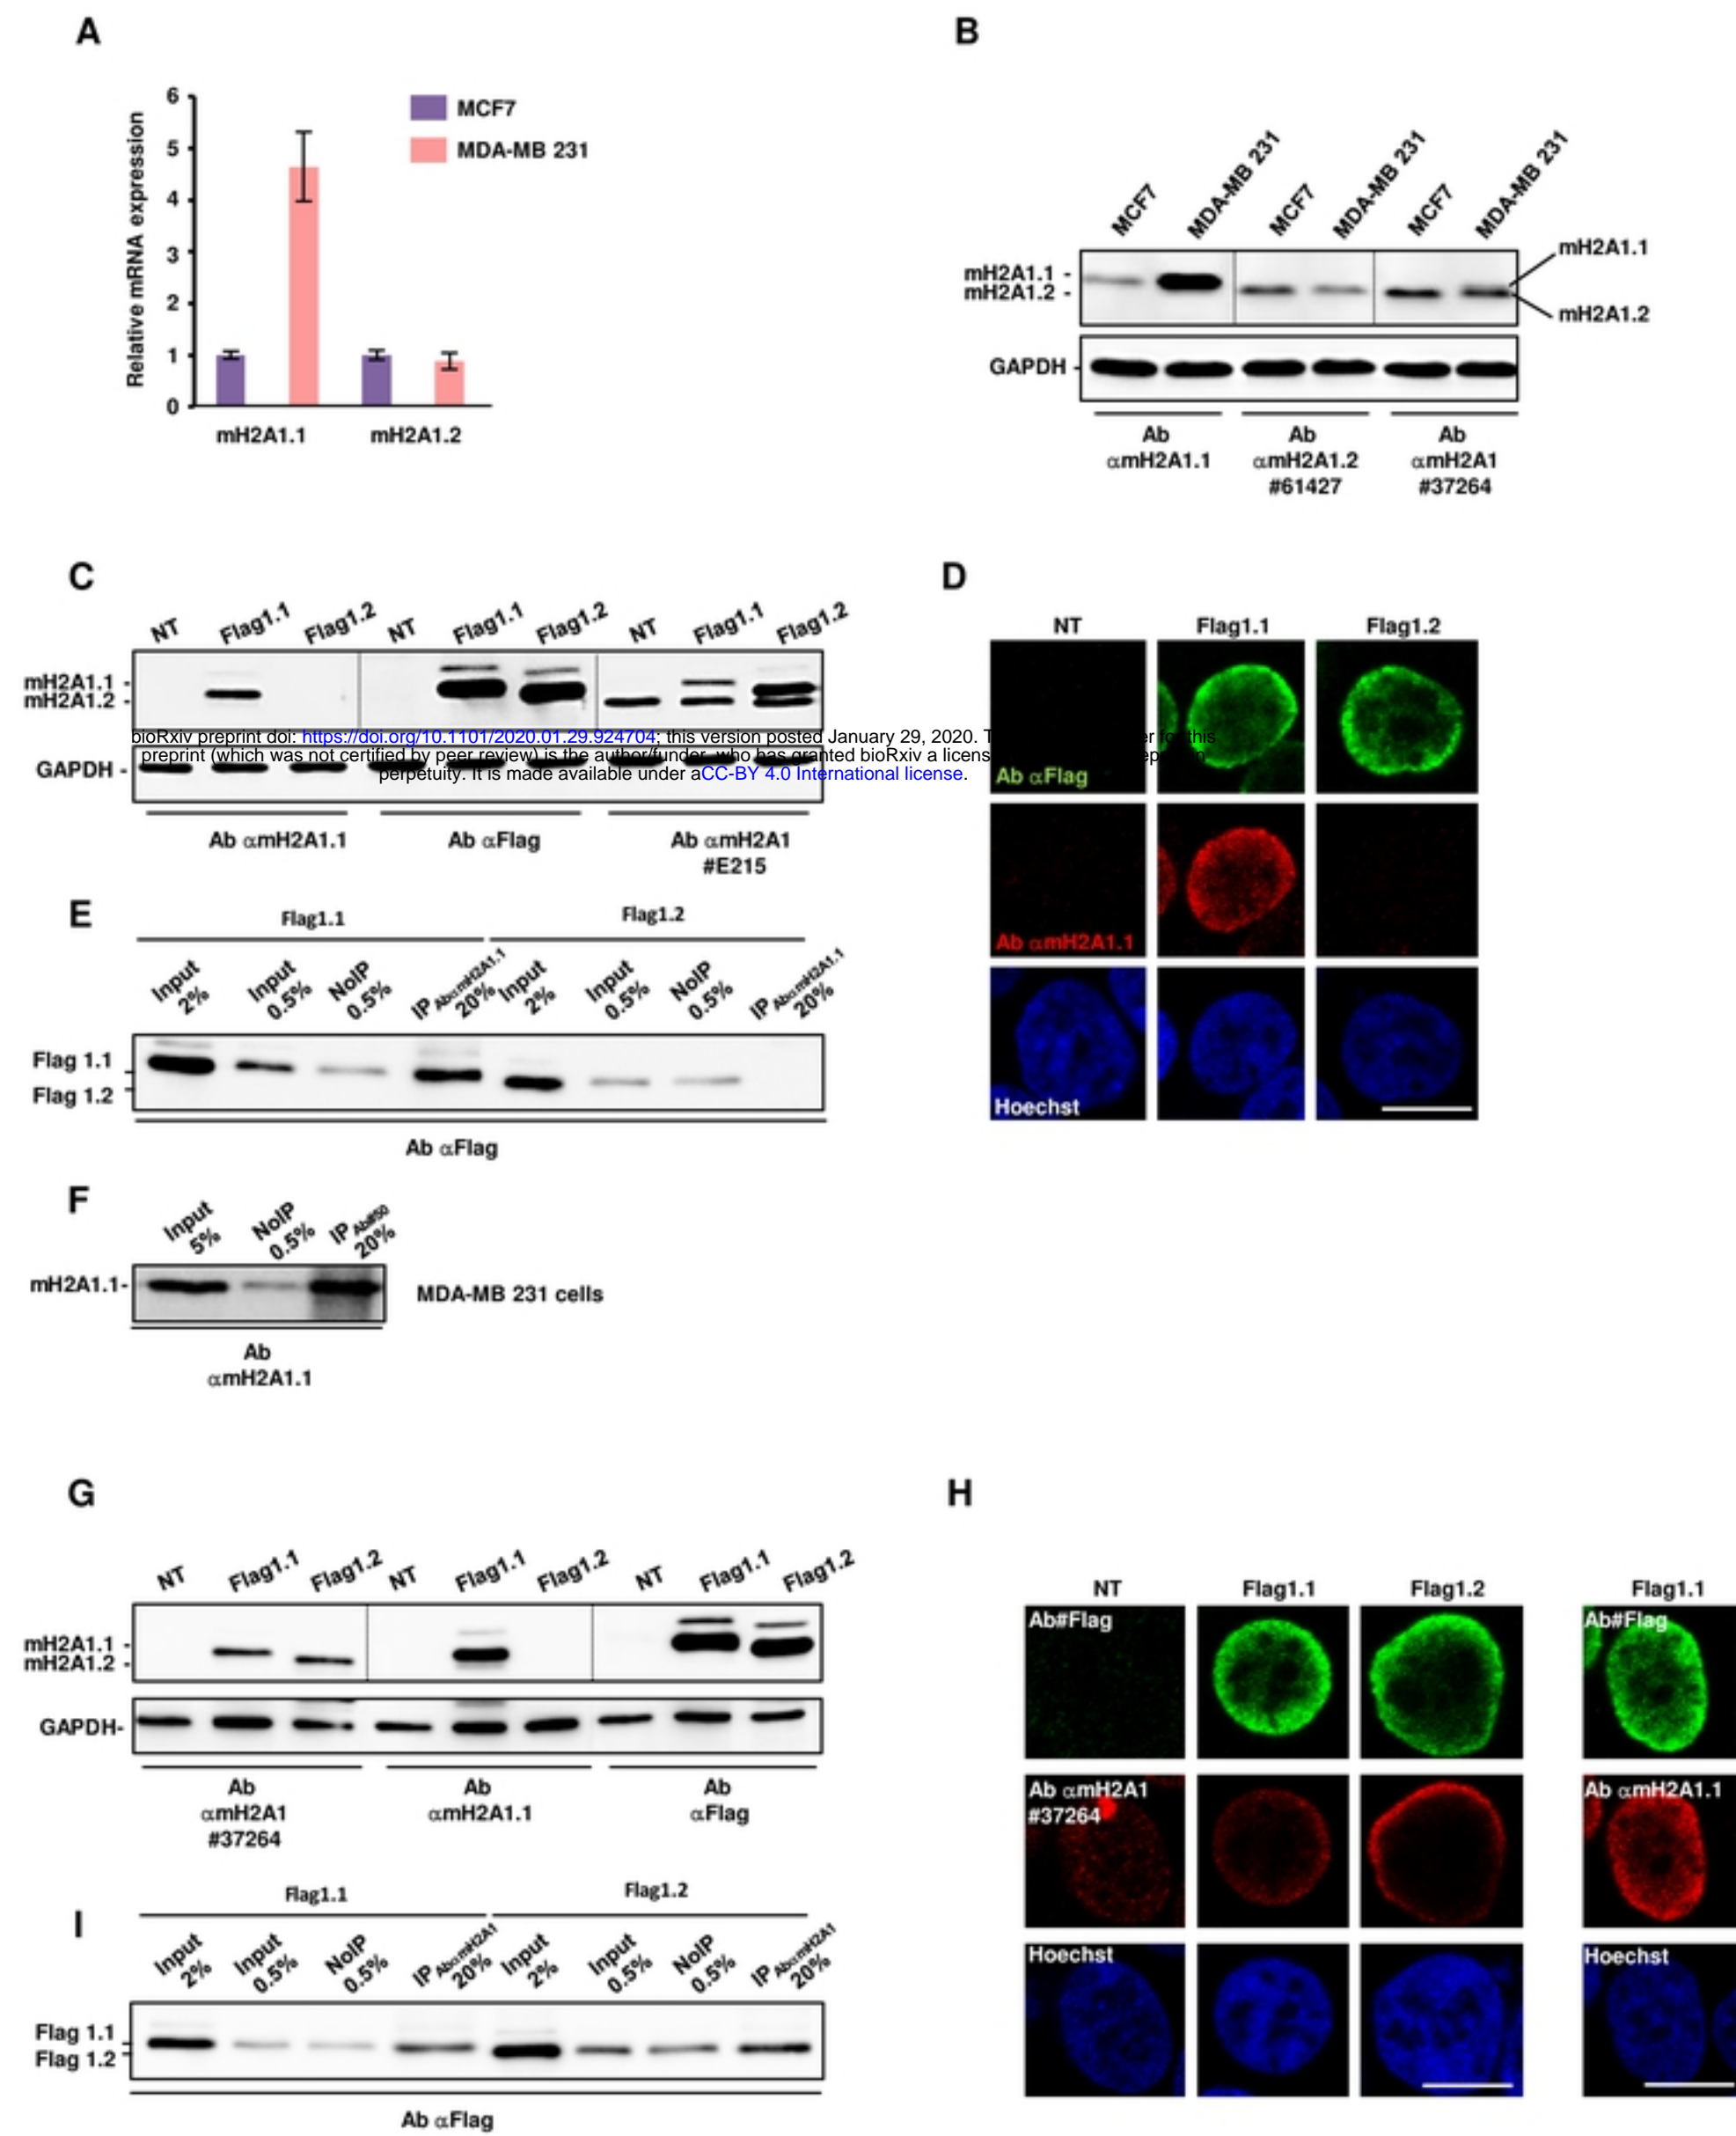 A
6
5
4
3
2
1
0
Relative mRNA expression
MCF7
MDA-MB 231
mH2A1.1
mH2A1.2
B
MCF7
MDA-MB 231
MCF7
MDA-MB 231
MCF7
MDA-MB 231
mH2A1.1 -
mH2A1.2 -
mH2A1.1
mH2A1.2
GAPDH -
Ab
αmH2A1.1
Ab
αmH2A1.2
#61427
Ab
αmH2A1
#37264
C
NT
Flag1.1
Flag1.2
NT
Flag1.1
Flag1.2
NT
Flag1.1
Flag1.2
mH2A1.1 -
mH2A1.2 -
bioRxiv preprint doi: https://doi.org/10.1101/2020.01.29.924704; this version posted January 29, 2020. T er for this
preprint (which was not certified by peer review) is the author/funder, who has granted bioRxiv a licens
perpetuity. It is made available under aCC-BY 4.0 International license.
GAPDH -
Ab αmH2A1.1
Ab αFlag
Ab αmH2A1
#E215
D
NT
Flag1.1
Flag1.2
Ab αFlag
Ab αmH2A1.1
Hoechst
E
Flag1.1
Flag1.2
Input
2%
Input
0.5%
NoIP
0.5%
IP AbαmH2A1.1
20%
Input
2%
Input
0.5%
NoIP
0.5%
IP AbαmH2A1.1
20%
Flag 1.1
Flag 1.2
Ab αFlag
F
Input
5%
NoIP
0.5%
IP Ab#50
20%
mH2A1.1-
MDA-MB 231 cells
Ab
αmH2A1.1
G
NT
Flag1.1
Flag1.2
NT
Flag1.1
Flag1.2
NT
Flag1.1
Flag1.2
mH2A1.1 -
mH2A1.2 -
GAPDH-
Ab
αmH2A1
#37264
Ab
αmH2A1.1
Ab
αFlag
H
NT
Flag1.1
Flag1.2
Flag1.1
Ab#Flag
Ab#Flag
Ab αmH2A1
#37264
Ab αmH2A1.1
Hoechst
Hoechst
I
Flag1.1
Flag1.2
Input
2%
Input
0.5%
NoIP
0.5%
IP AbαmH2A1
20%
Input
2%
Input
0.5%
NoIP
0.5%
IP AbαmH2A1
20%
Flag 1.1
Flag 1.2
Ab αFlag